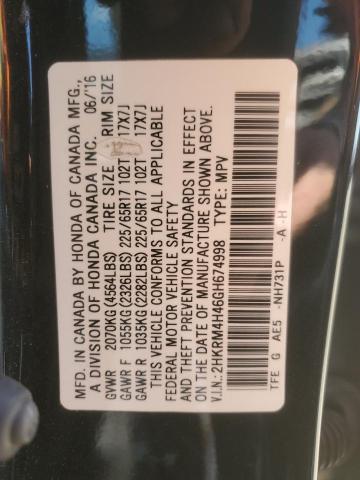 MFD. IN CANADA BY HONDA OF CANADA MFG.,
A DIVISION OF HONDA CANADA INC. 06/'16
GVWR 2070KG(4564LBS) TIRE SIZE RIM SIZE
GAWR F 1055KG(2326LBS) 225/65R17 102T 17X7J
GAWR R 1035KG(2282LBS) 225/65R17 102T 17X7J
THIS VEHICLE CONFORMS TO ALL APPLICABLE
FEDERAL MOTOR VEHICLE SAFETY
AND THEFT PREVENTION STANDARDS IN EFFECT
ON THE DATE OF MANUFACTURE SHOWN ABOVE.
V.I.N.: 2HKRM4H46GH674998 TYPE: MPV
TFE G AE5 -NH731P -A -H